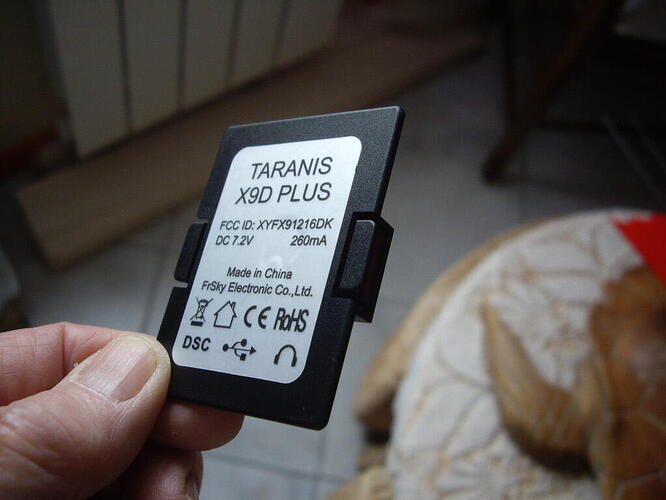 TARANIS
X9D PLUS
FCC ID: XYFX91216DK
DC 7.2V 260mA
Made in China
FrSky Electronic Co.,Ltd.
CE RoHS
DSC